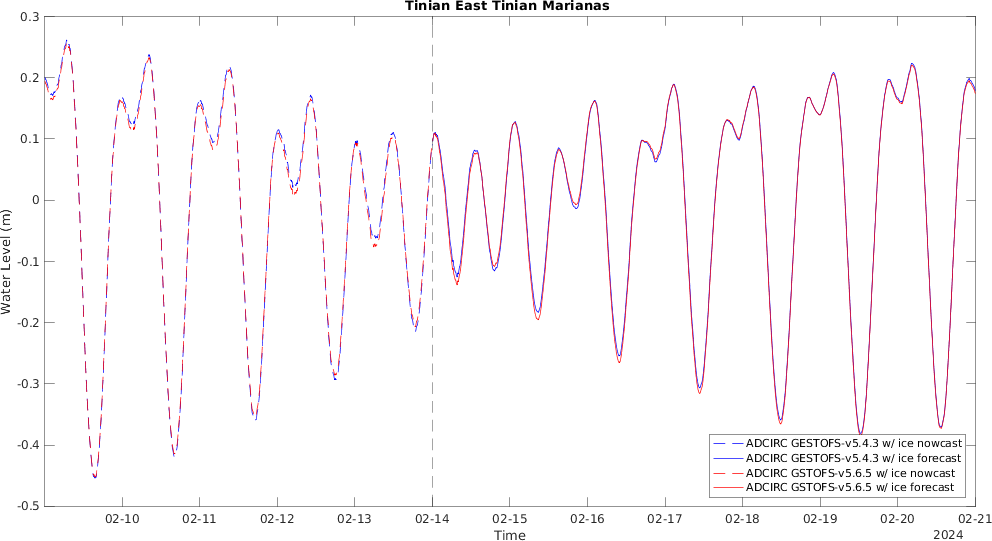 Tinian East Tinian Marianas
0.3
0.2
0.1
0
-0.1
-0.2
-0.3
-0.4
-0.5
Water Level (m)
02-10 02-11 02-12 02-13 02-14 02-15 02-16 02-17 02-18 02-19 02-20 02-21
Time
2024
ADCIRC GESTOFS-v5.4.3 w/ ice nowcast
ADCIRC GESTOFS-v5.4.3 w/ ice forecast
ADCIRC GSTOFS-v5.6.5 w/ ice nowcast
ADCIRC GSTOFS-v5.6.5 w/ ice forecast